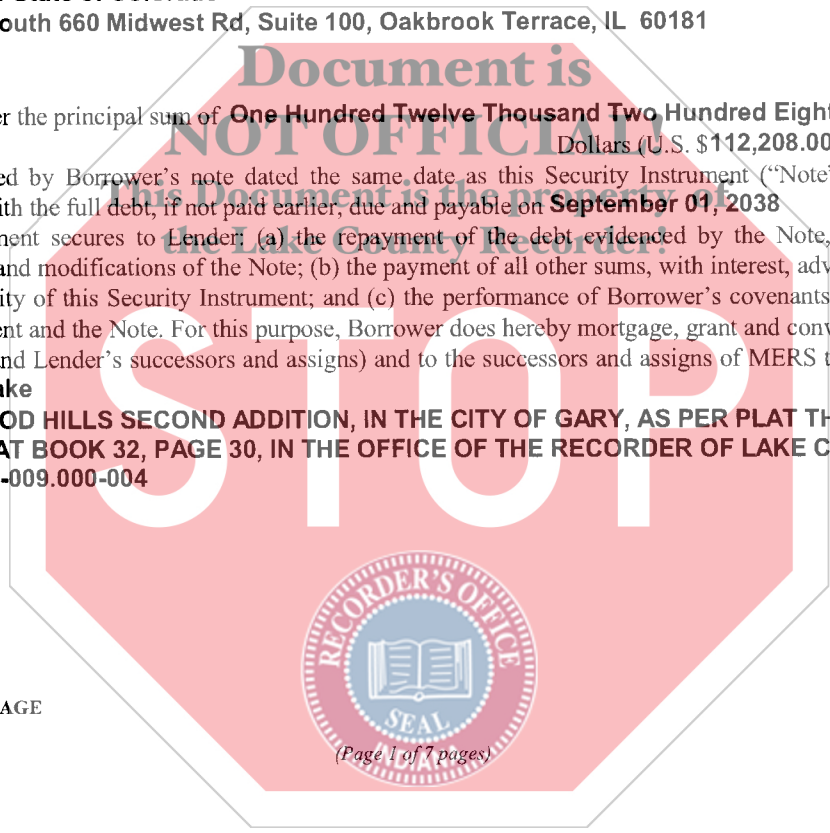 outh 660 Midwest Rd, Suite 100, Oakbrook Terrace, IL 60181
Document is
er the principal sum of One Hundred Twelve Thousand Two Hundred Eight
NOT OFFICIAL!
Dollars (U.S. $112,208.00
ed by Borrower's note dated the same date as this Security Instrument ("Note"
This Document is the property of
ith the full debt, if not paid earlier, due and payable on September 01, 2038
the Lake County Recorder!
nent secures to Lender: (a) the repayment of the debt evidenced by the Note,
and modifications of the Note; (b) the payment of all other sums, with interest, adv
ity of this Security Instrument; and (c) the performance of Borrower's covenants
ent and the Note. For this purpose, Borrower does hereby mortgage, grant and conv
nd Lender's successors and assigns) and to the successors and assigns of MERS t
ake
OD HILLS SECOND ADDITION, IN THE CITY OF GARY, AS PER PLAT TH
AT BOOK 32, PAGE 30, IN THE OFFICE OF THE RECORDER OF LAKE C
-009.000-004
STOP
RECORDER'S OFFICE
SEAL
INDIANA
AGE
(Page 1 of 7 pages)